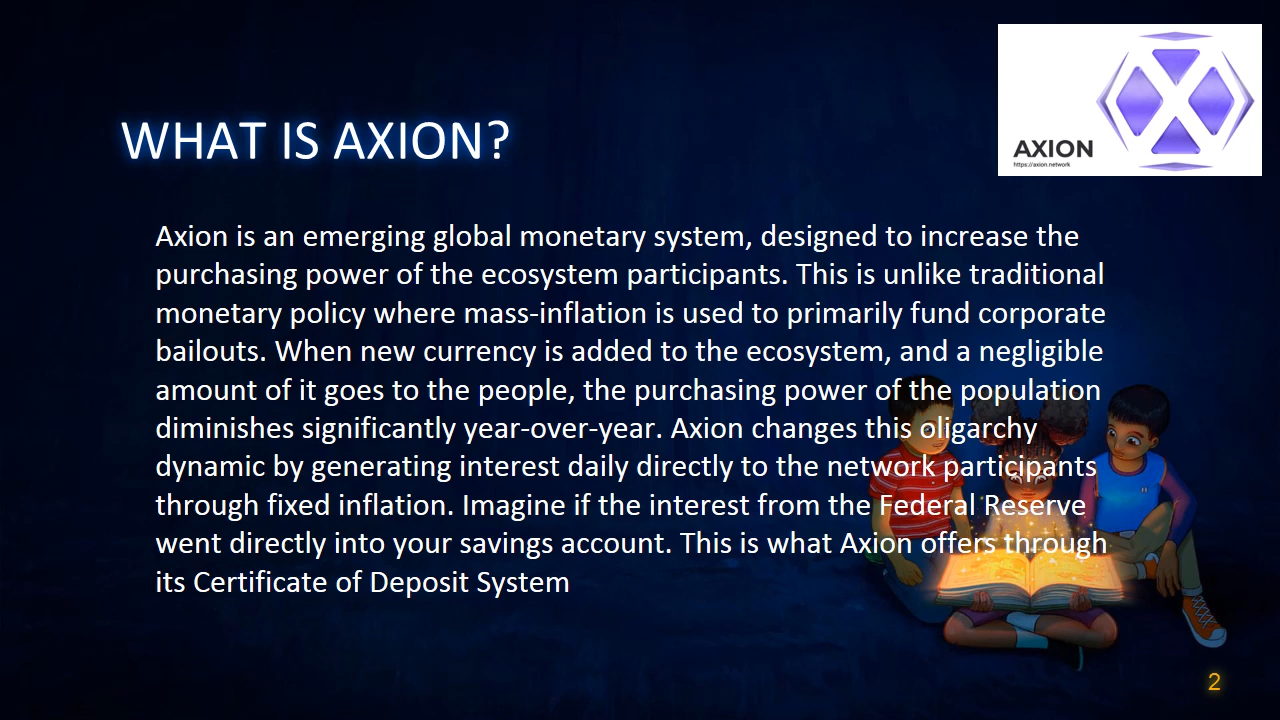 AXION
https://axion.network
WHAT IS AXION?
Axion is an emerging global monetary system, designed to increase the
purchasing power of the ecosystem participants. This is unlike traditional
monetary policy where mass-inflation is used to primarily fund corporate
bailouts. When new currency is added to the ecosystem, and a negligible
amount of it goes to the people, the purchasing power of the population
diminishes significantly year-over-year. Axion changes this oligarchy
dynamic by generating interest daily directly to the network participants
through fixed inflation. Imagine if the interest from the Federal Reserve
went directly into your savings account. This is what Axion offers through
its Certificate of Deposit System
2